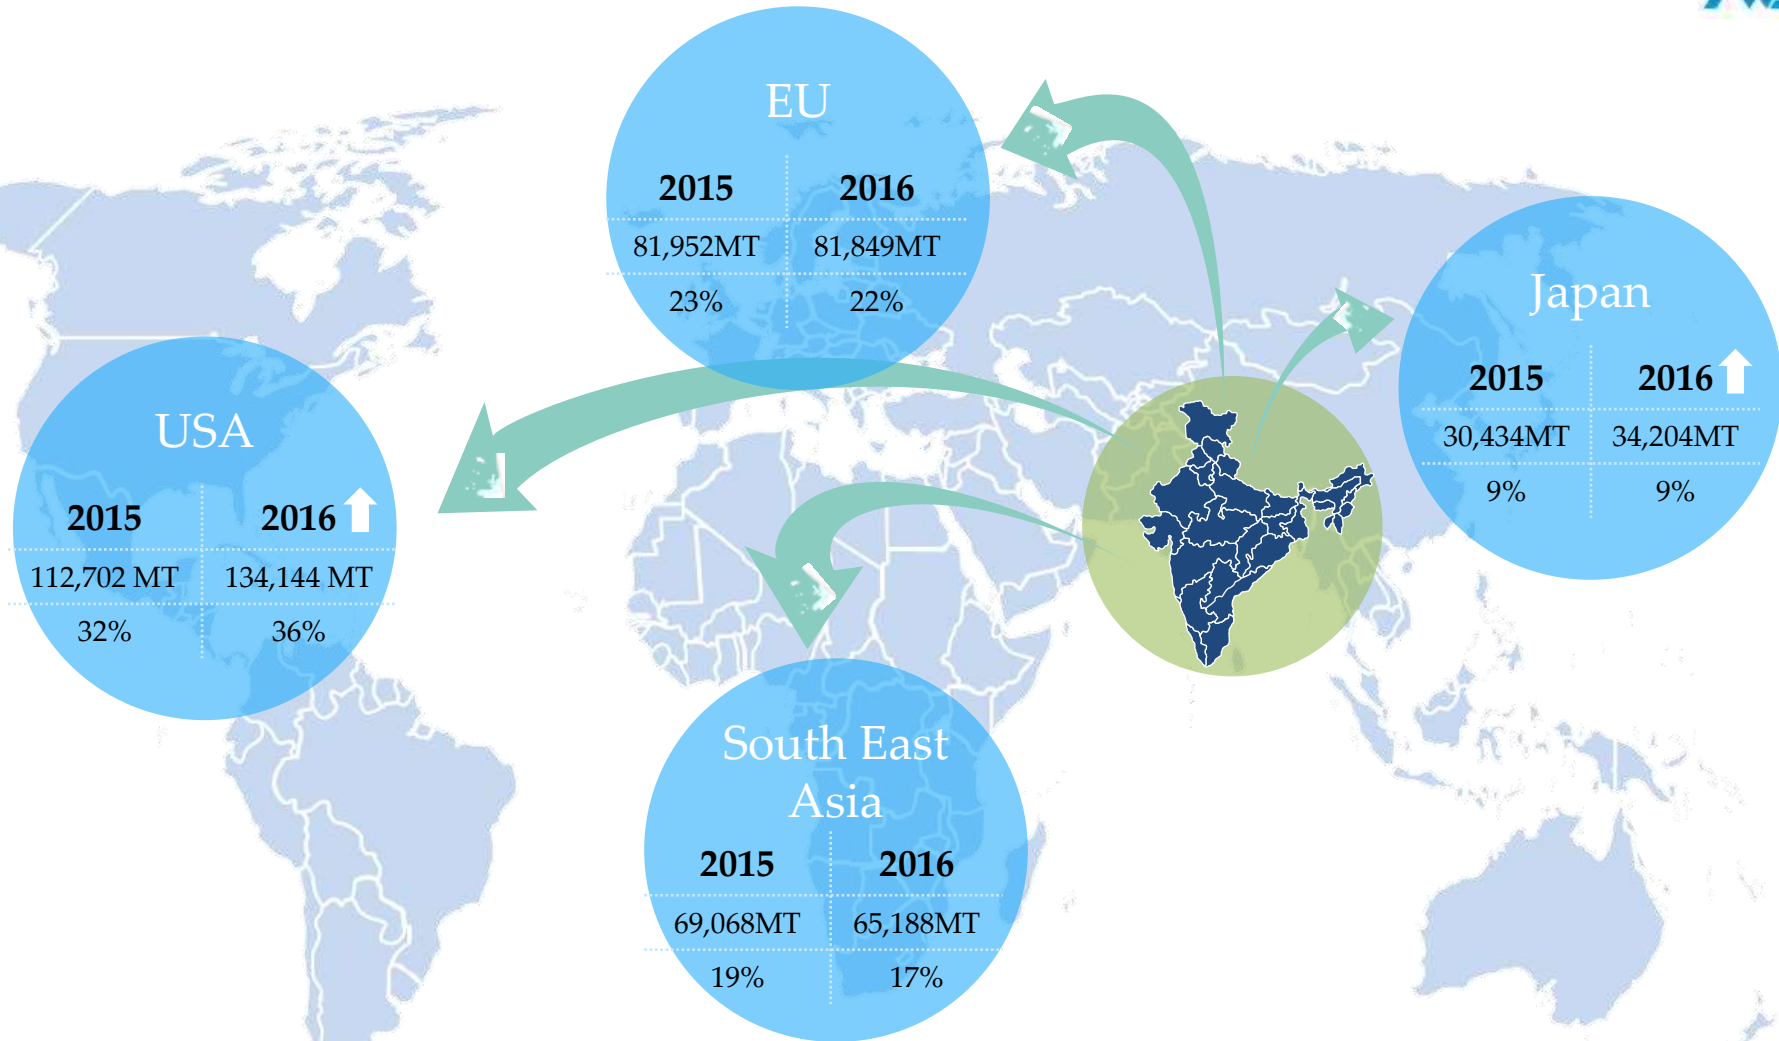 EU
2015 2016
81,952MT 81,849MT
23% 22%
Japan
2015 2016
30,434MT 34,204MT
9% 9%
USA
2015 2016
112,702 MT 134,144 MT
32% 36%
South East
Asia
2015 2016
69,068MT 65,188MT
19% 17%